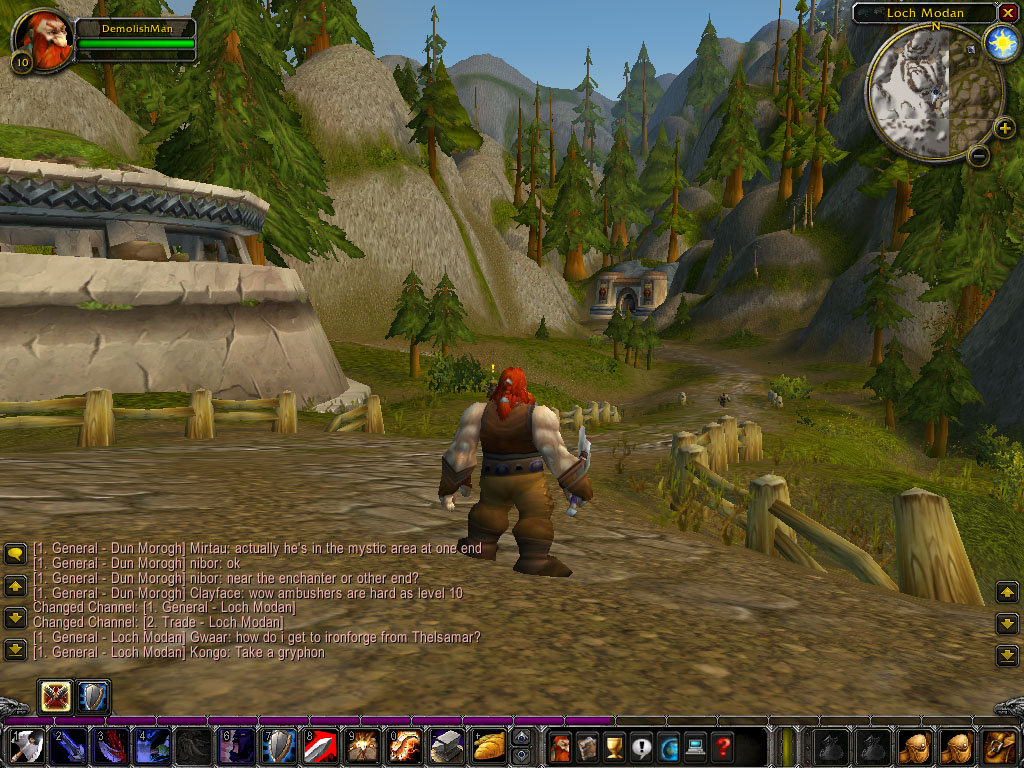 DemolishMan
10
Loch Modan
N
[1. General - Dun Morogh] Mirtau: actually he's in the mystic area at one end
[1. General - Dun Morogh] nibor: ok
[1. General - Dun Morogh] nibor: near the enchanter or other end?
[1. General - Dun Morogh] Clayface: wow ambushers are hard as level 10
Changed Channel: [1. General - Loch Modan]
Changed Channel: [2. Trade - Loch Modan]
[1. General - Loch Modan] Gwaar: how do i get to ironforge from Thelsamar?
[1. General - Loch Modan] Kongo: Take a gryphon
1 2 3 4 6 7 8 9 0 - + ! ?